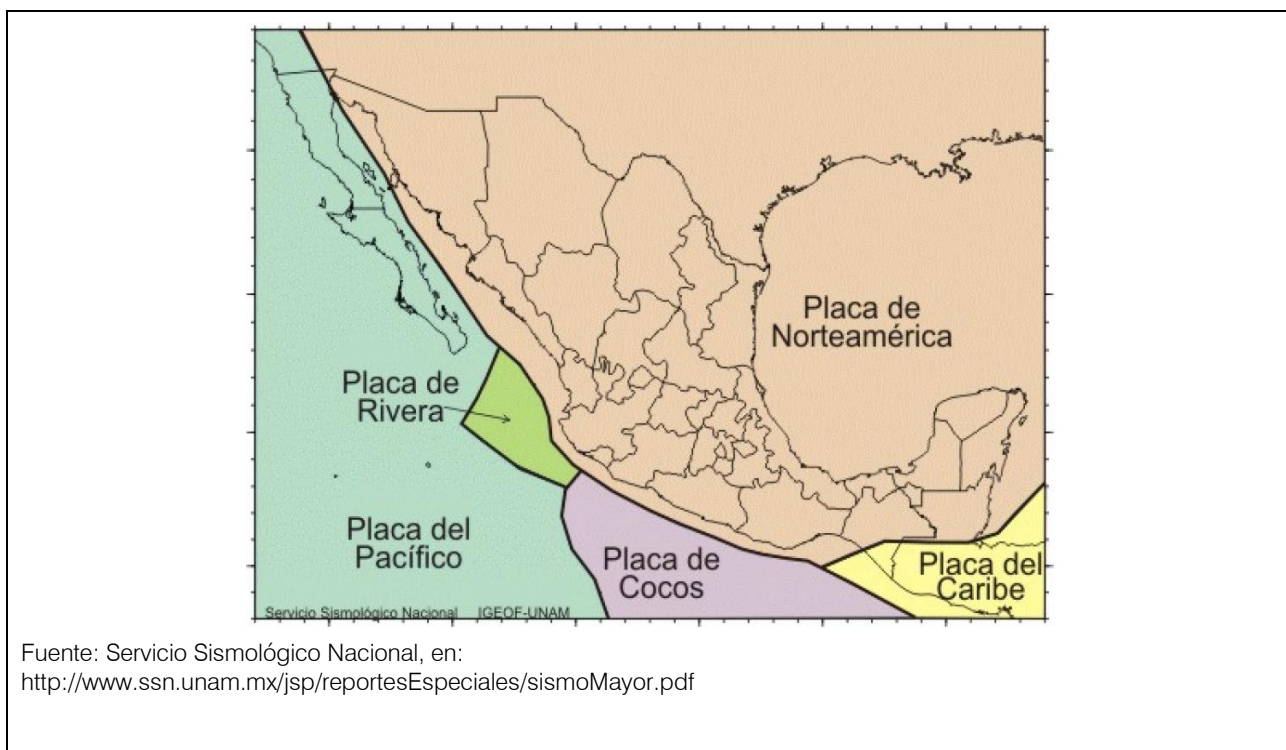 Placa de
Norteamérica
Placa de
Rivera
Placa del
Pacífico
Placa de
Cocos
Placa del
Caribe
Servicio Sismológico Nacional IGEOF-UNAM
Fuente: Servicio Sismológico Nacional, en:
http://www.ssn.unam.mx/jsp/reportesEspeciales/sismoMayor.pdf